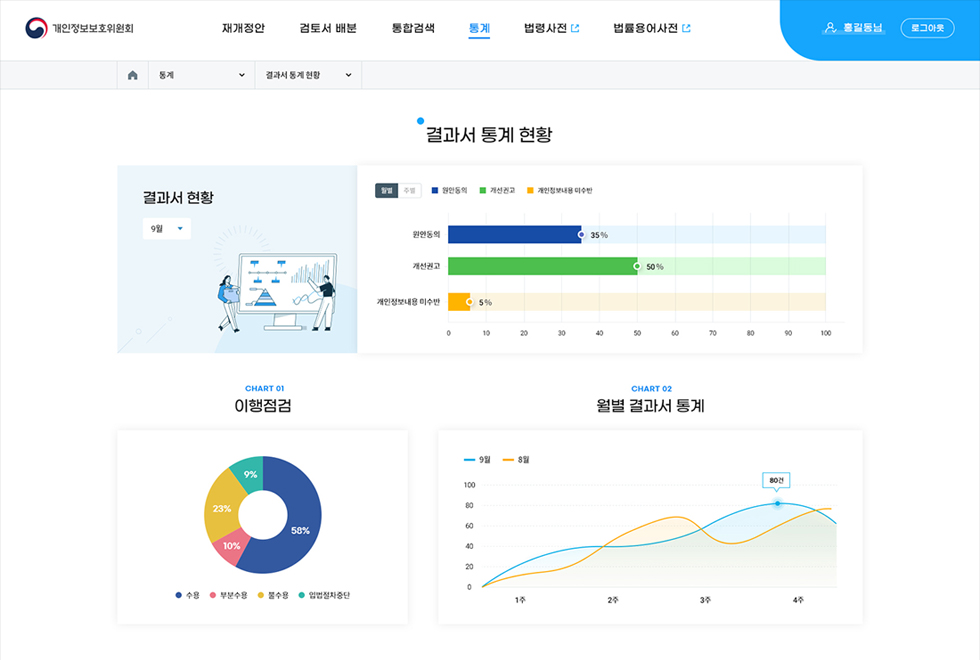 개인정보보호위원회
재개정안 검토서 배분 통합검색 통계 법령사전 법률용어사전
홍길동님 로그아웃
통계 결과서 통계 현황
결과서 통계 현황
결과서 현황
9월
월별 주별 원안동의 개선권고 개인정보내용 미수반
원안동의 35%
개선권고 50%
개인정보내용 미수반 5%
0 10 20 30 40 50 60 70 80 90 100
CHART 01
이행점검
58%
10%
23%
9%
수용 부분수용 불수용 입법절차중단
CHART 02
월별 결과서 통계
9월 8월
80건
100
80
60
40
20
0
1주 2주 3주 4주